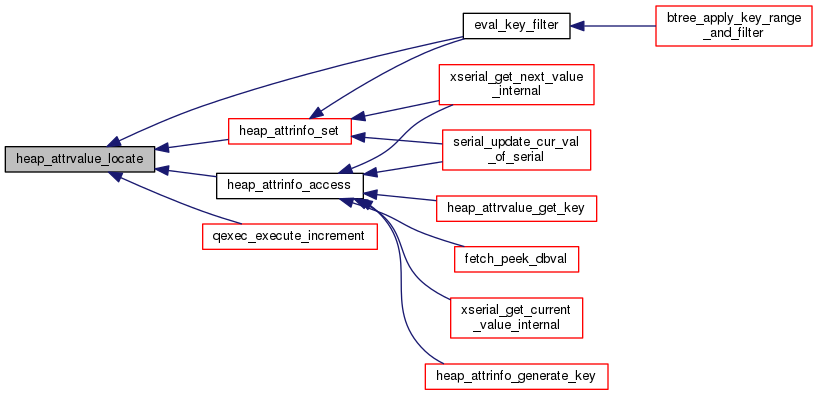 eval_key_filter
btree_apply_key_range
_and_filter
xserial_get_next_value
_internal
heap_attrinfo_set
serial_update_cur_val
_of_serial
heap_attrvalue_locate
heap_attrinfo_access
heap_attrvalue_get_key
qexec_execute_increment
fetch_peek_dbval
xserial_get_current
_value_internal
heap_attrinfo_generate_key